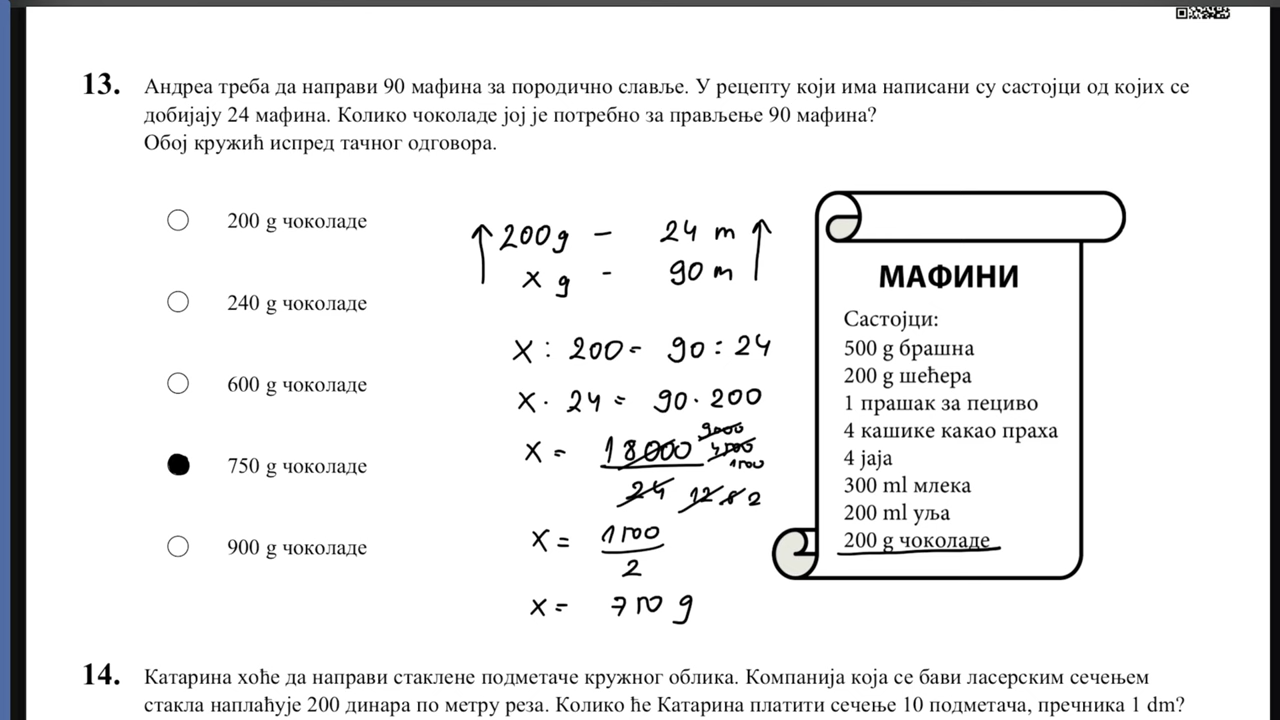 13. Андреа треба да направи 90 мафина за породично славље. У рецепту који има написани су састојци од којих се
добијају 24 мафина. Колико чоколаде јој је потребно за прављење 90 мафина?
Обој кружић испред тачног одговора.
200 g чоколаде
240 g чоколаде
600 g чоколаде
750 g чоколаде
900 g чоколаде
200g - 24 m
x g - 90 m
x : 200 = 90 : 24
x · 24 = 90 · 200
x = 18000 9000 4500 1500
24 12 6 2
x = 1500
2
x = 750 g
МАФИНИ
Састојци:
500 g брашна
200 g шећера
1 прашак за пециво
4 кашике какао праха
4 јаја
300 ml млека
200 ml уља
200 g чоколаде
14. Катарина хоће да направи стаклене подметаче кружног облика. Компанија која се бави ласерским сечењем
стакла наплаћује 200 динара по метру реза. Колико ће Катарина платити сечење 10 подметача, пречника 1 dm?